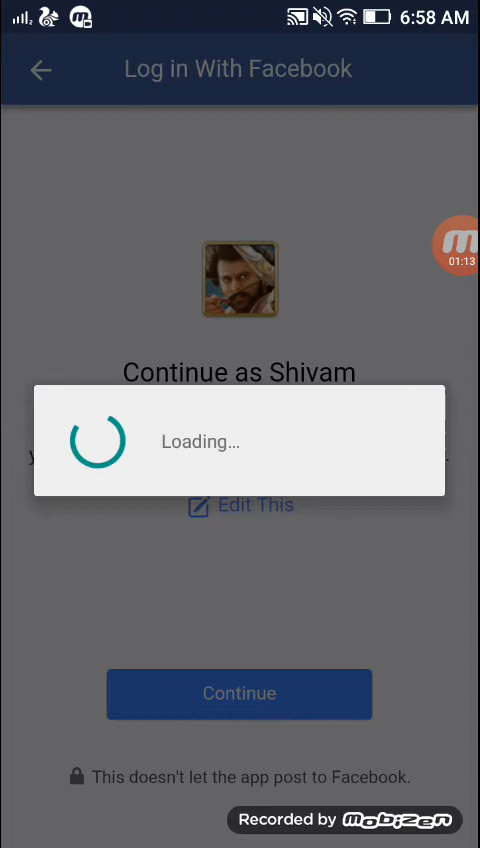 6:58 AM
Log in With Facebook
01:13
Continue as Shivam
Loading...
Edit This
Continue
This doesn't let the app post to Facebook.
Recorded by mobizen